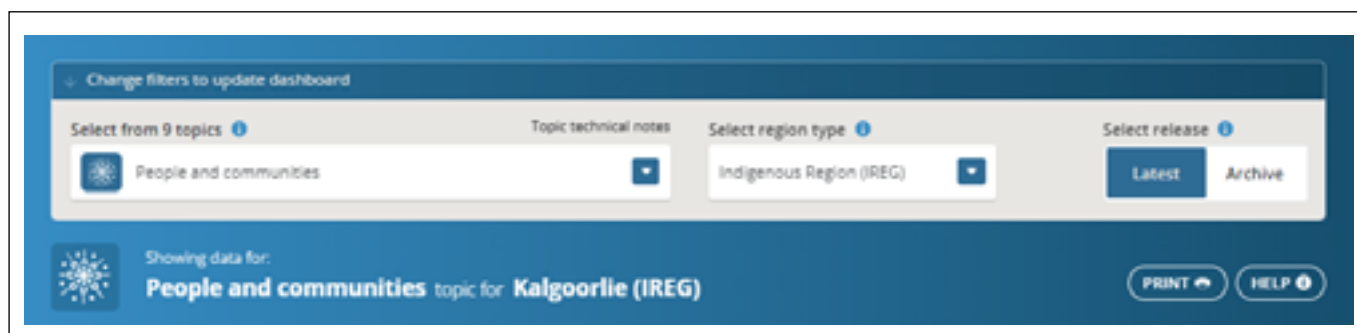 Change filters to update dashboard
Select from 9 topics
Topic technical notes
Select region type
Select release
People and communities
Indigenous Region (IREG)
Latest
Archive
Showing data for:
People and communities topic for Kalgoorlie (IREG)
PRINT
HELP